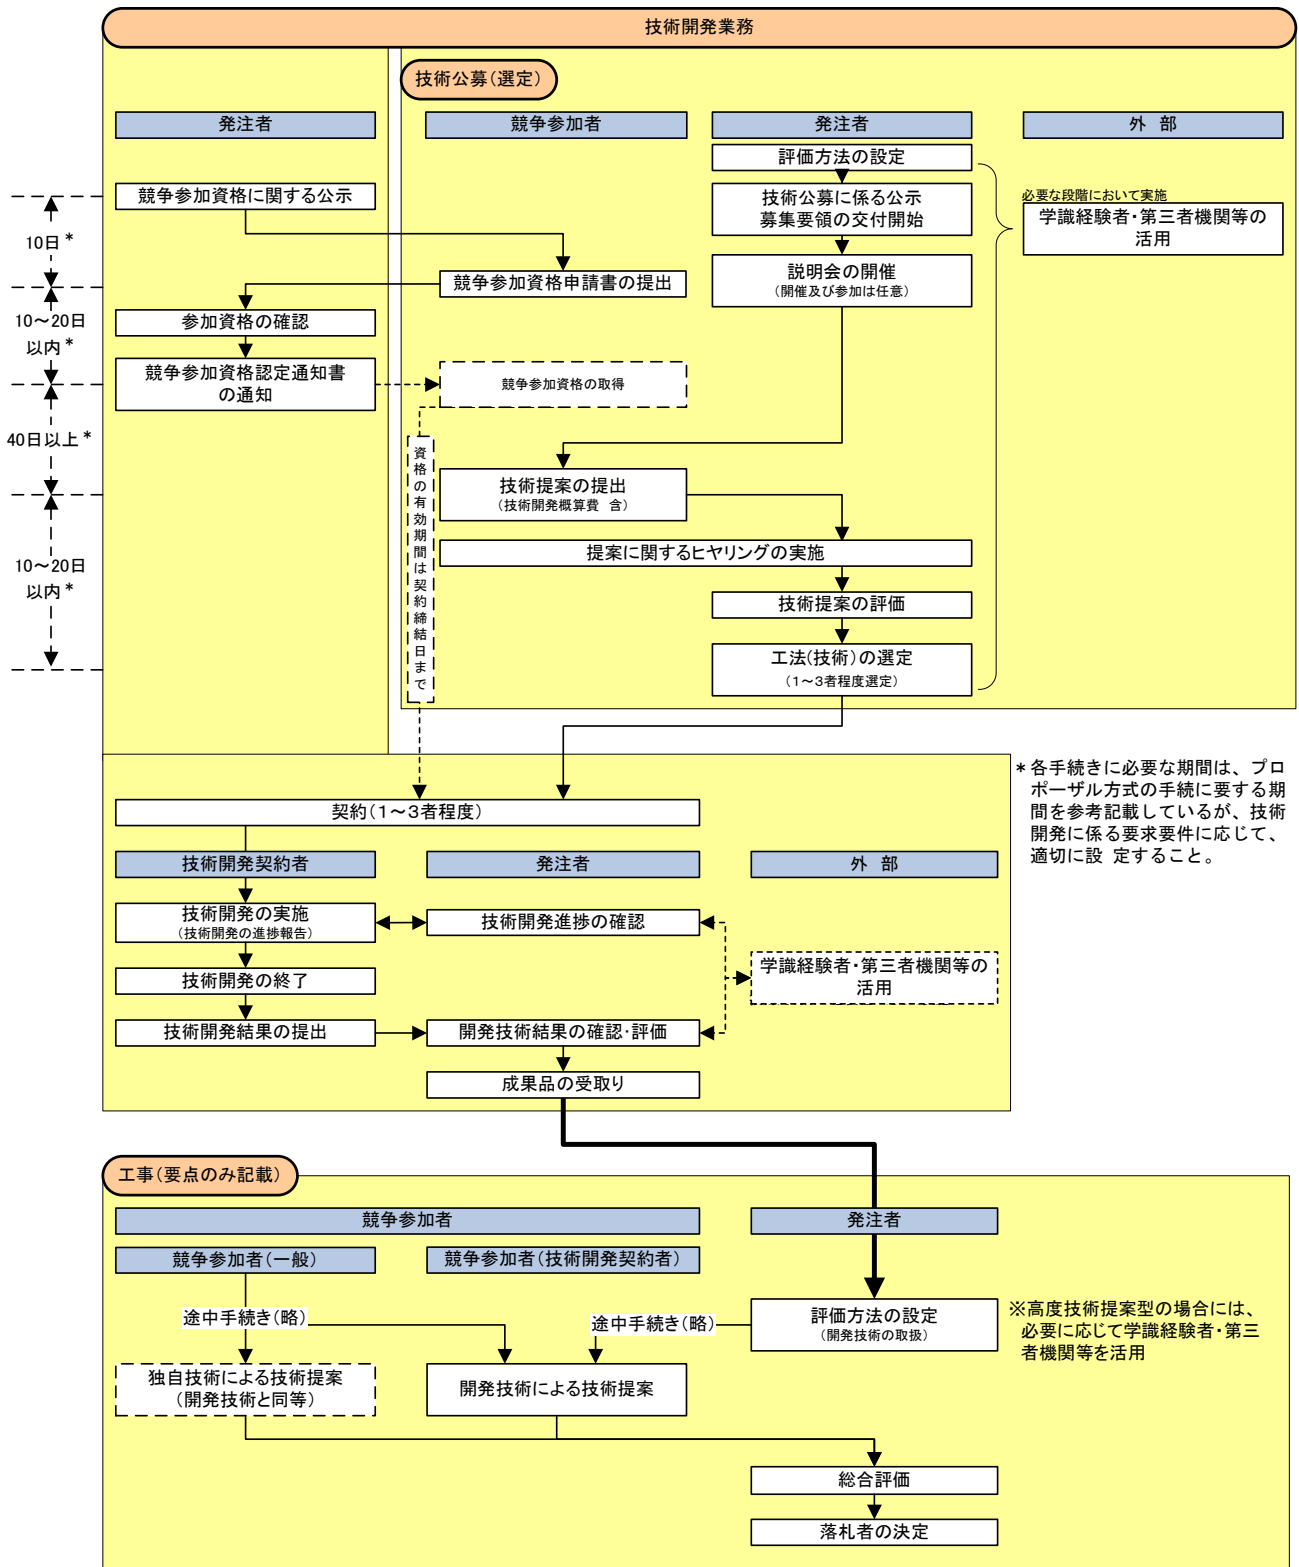 技術開発業務
技術公募(選定)
発注者
競争参加者
発注者
外 部
評価方法の設定
競争参加資格に関する公示
技術公募に係る公示
募集要領の交付開始
必要な段階において実施
学識経験者・第三者機関等の
活用
10日*
説明会の開催
(開催及び参加は任意)
競争参加資格申請書の提出
10～20日
以内*
参加資格の確認
競争参加資格認定通知書
の通知
競争参加資格の取得
40日以上*
資格の有効期間は契約締結日まで
技術提案の提出
(技術開発概算費 含)
提案に関するヒヤリングの実施
10～20日
以内*
技術提案の評価
工法(技術)の選定
(1～3者程度選定)
*各手続きに必要な期間は、プロ
ポーザル方式の手続に要する期
間を参考記載しているが、技術
開発に係る要求要件に応じて、
適切に設 定すること。
契約(1～3者程度)
技術開発契約者
発注者
外 部
技術開発の実施
(技術開発の進捗報告)
技術開発進捗の確認
学識経験者・第三者機関等の
活用
技術開発の終了
技術開発結果の提出
開発技術結果の確認・評価
成果品の受取り
工事(要点のみ記載)
競争参加者
発注者
競争参加者(一般)
競争参加者(技術開発契約者)
途中手続き(略)
途中手続き(略)
評価方法の設定
(開発技術の取扱)
※高度技術提案型の場合には、
必要に応じて学識経験者・第三
者機関等を活用
独自技術による技術提案
(開発技術と同等)
開発技術による技術提案
総合評価
落札者の決定